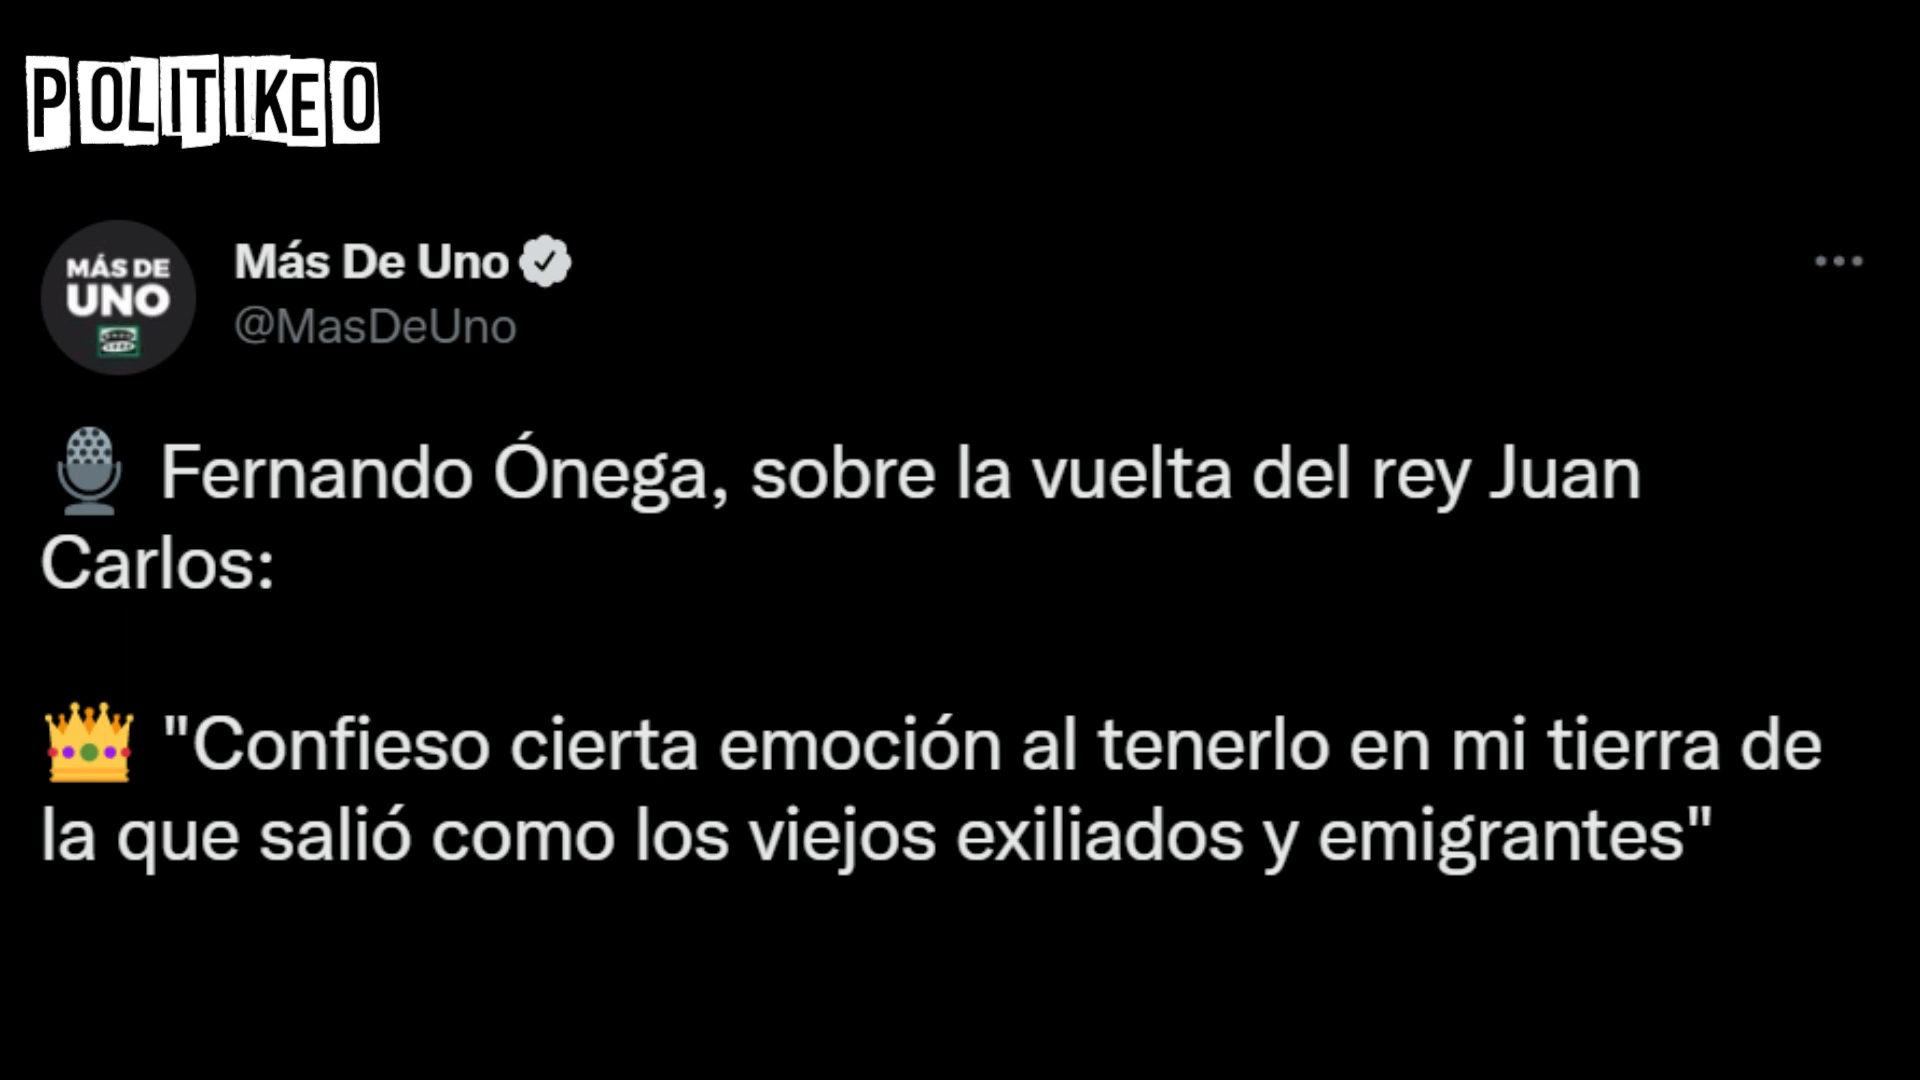 POLITIKEO
MÁS DE
UNO
Más De Uno
@MasDeUno
Fernando Ónega, sobre la vuelta del rey Juan
Carlos:
"Confieso cierta emoción al tenerlo en mi tierra de
la que salió como los viejos exiliados y emigrantes"